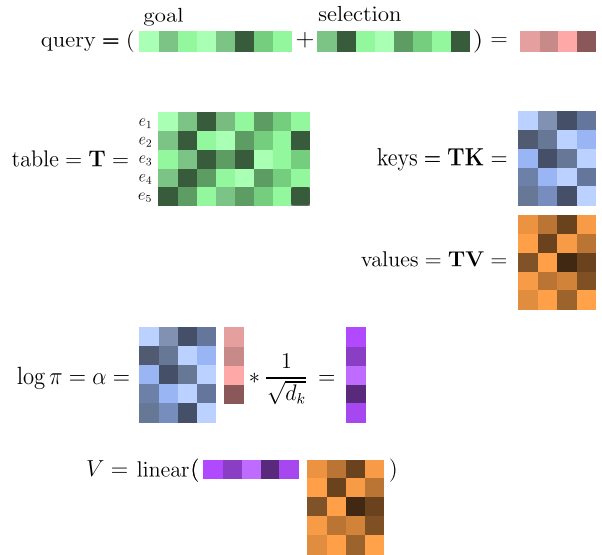 goal selection
query = ( + ) =
e₁
e₂
table = T = e₃ keys = TK =
e₄
e₅
values = TV =
log π = α = * 1/√dₖ =
V = linear( )